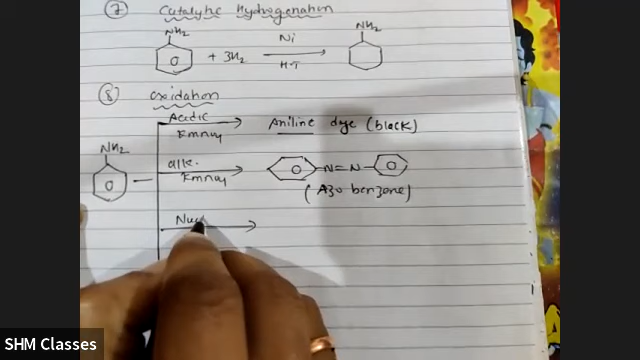 ⑦ Catalytic Hydrogenation
NH₂ NH₂
+ 3H₂ Ni
H.T
⑧ oxidation
Acidic
Kmno₄ Aniline dye (black)
NH₂
alk.
Kmno₄ N = N
(Azo benzene)
SHM Classes